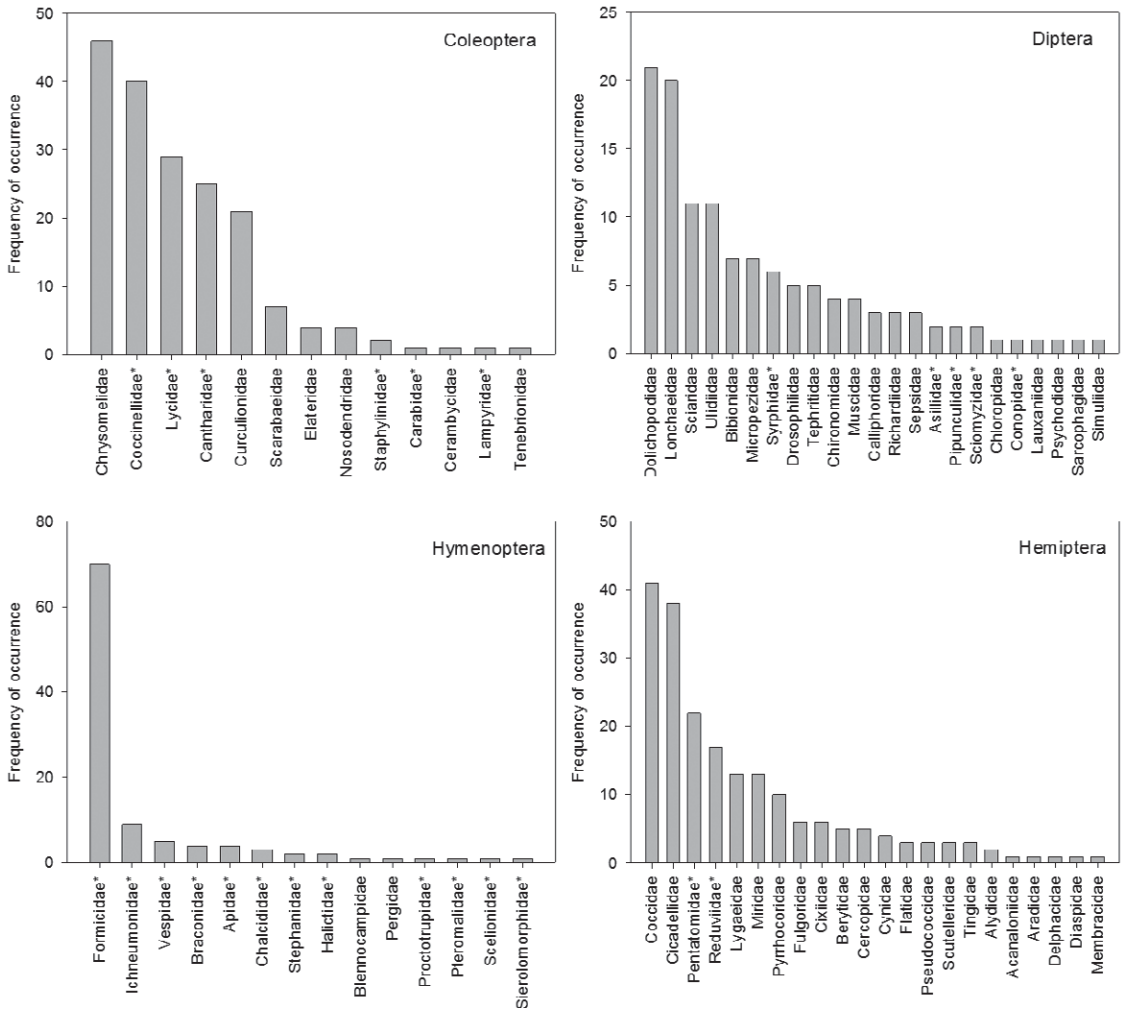 Coleoptera
Frequency of occurrence
50
40
30
20
10
0
Chrysomelidae
Coccinellidae*
Lycidae*
Cantharidae*
Curculionidae
Scarabaeidae
Elateridae
Nosodendridae
Staphylinidae*
Carabidae*
Cerambycidae
Lampyridae*
Tenebrionidae
Diptera
Frequency of occurrence
25
20
15
10
5
0
Dolichopodidae
Lonchaeidae
Sciaridae
Ulidiidae
Bibionidae
Micropezidae
Syrphidae*
Drosophilidae
Tephritidae
Chironomidae
Muscidae
Calliphoridae
Richardiidae
Sepsidae
Asilidae*
Pipunculidae*
Sciomyzidae*
Chloropidae
Conopidae*
Lauxaniidae
Psychodidae
Sarcophagidae
Simuliidae
Hymenoptera
Frequency of occurrence
80
60
40
20
0
Formicidae*
Ichneumonidae*
Vespidae*
Braconidae*
Apidae*
Chalcididae*
Stephanidae*
Halictidae*
Blennocampidae
Pergidae
Proctotrupidae*
Pteromalidae*
Scelionidae*
Sierolomorphidae*
Hemiptera
Frequency of occurrence
50
40
30
20
10
0
Coccidae
Cicadellidae
Pentatomidae*
Reduviidae*
Lygaeidae
Miridae
Pyrrhocoridae
Fulgoridae
Cixiidae
Berytidae
Cercopidae
Cynidae
Flatidae
Pseudococcidae
Scutelleridae
Tingidae
Alydidae
Acanaloniidae
Aradidae
Delphacidae
Diaspidae
Membracidae